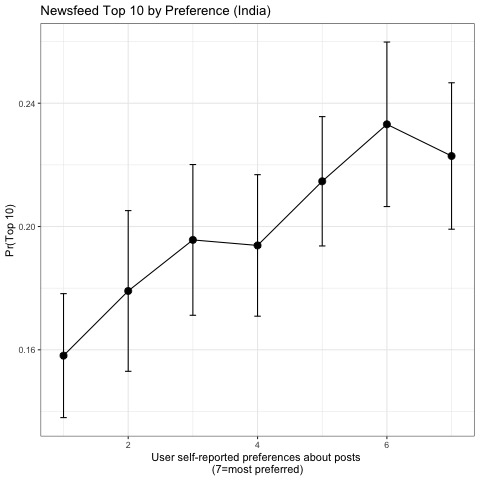 Newsfeed Top 10 by Preference (India)
Pr(Top 10)
0.24
0.20
0.16
2 4 6
User self-reported preferences about posts
(7=most preferred)